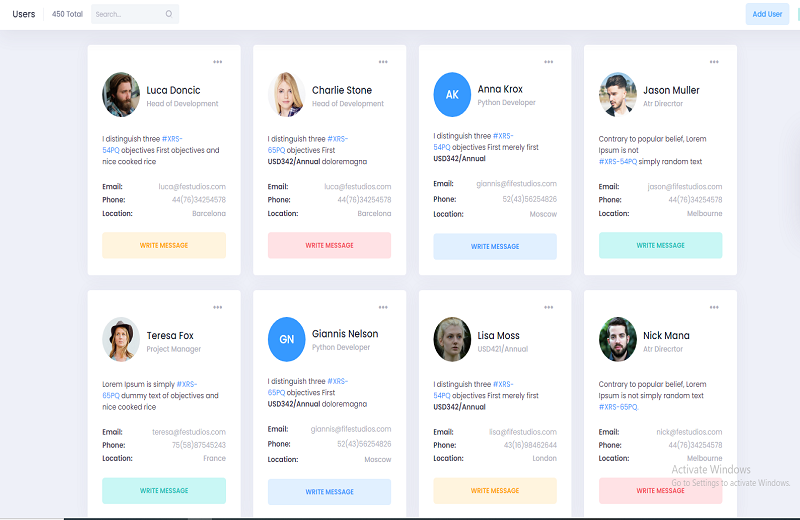 Users 450 Total Search... Add User
Luca Doncic
Head of Development
I distinguish three #XRS-
54PQ objectives First objectives and
nice cooked rice
Email: luca@festudios.com
Phone: 44(76)34254578
Location: Barcelona
WRITE MESSAGE
Charlie Stone
Head of Development
I distinguish three #XRS-
65PQ objectives First
USD342/Annual doloremagna
Email: luca@festudios.com
Phone: 44(76)34254578
Location: Barcelona
WRITE MESSAGE
AK
Anna Krox
Python Developer
I distinguish three #XRS-
54PQ objectives First merely first
USD342/Annual
Email: giannis@fifestudios.com
Phone: 52(43)56254826
Location: Moscow
WRITE MESSAGE
Jason Muller
Atr Direcrtor
Contrary to popular belief, Lorem
Ipsum is not
#XRS-54PQ simply random text
Email: jason@fifestudios.com
Phone: 44(76)34254578
Location: Melbourne
WRITE MESSAGE
Teresa Fox
Project Manager
Lorem Ipsum is simply #XRS-
65PQ dummy text of objectives and
nice cooked rice
Email: teresa@festudios.com
Phone: 75(58)87545243
Location: France
WRITE MESSAGE
GN
Giannis Nelson
Python Developer
I distinguish three #XRS-
65PQ objectives First
USD342/Annual doloremagna
Email: giannis@fifestudios.com
Phone: 52(43)56254826
Location: Moscow
WRITE MESSAGE
Lisa Moss
USD421/Annual
I distinguish three #XRS-
54PQ objectives First merely first
USD342/Annual
Email: lisa@fifestudios.com
Phone: 43(16)98462644
Location: London
WRITE MESSAGE
Nick Mana
Atr Direcrtor
Contrary to popular belief, Lorem
Ipsum is not simply random text
#XRS-65PQ.
Email: nick@festudios.com
Phone: 44(76)34254578
Location: Melbourne
WRITE MESSAGE
Activate Windows
Go to Settings to activate Windows.